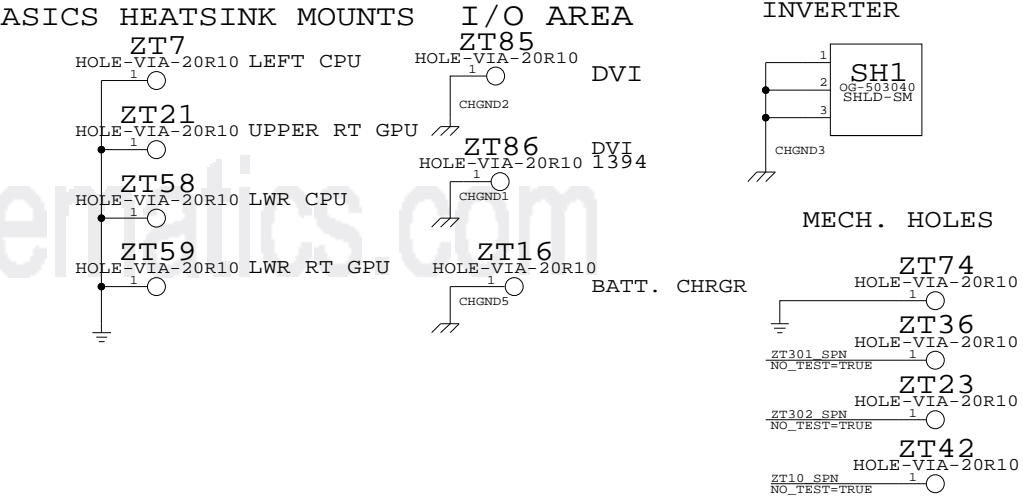 ASICS HEATSINK MOUNTS
ZT7
HOLE-VIA-20R10 LEFT CPU
1
ZT21
HOLE-VIA-20R10 UPPER RT GPU
1
ZT58
HOLE-VIA-20R10 LWR CPU
1
ZT59
HOLE-VIA-20R10 LWR RT GPU
1
I/O AREA
ZT85
HOLE-VIA-20R10
1
DVI
CHGND2
ZT86
HOLE-VIA-20R10
DVI
1394
1
CHGND1
ZT16
HOLE-VIA-20R10
1
BATT. CHRGR
CHGND5
INVERTER
1
2
3
SH1
OG-503040
SHLD-SM
CHGND3
MECH. HOLES
ZT74
HOLE-VIA-20R10
1
ZT36
HOLE-VIA-20R10
ZT301_SPN
1
NO_TEST=TRUE
ZT23
HOLE-VIA-20R10
ZT302_SPN
1
NO_TEST=TRUE
ZT42
HOLE-VIA-20R10
ZT10_SPN
1
NO_TEST=TRUE
ematics.com